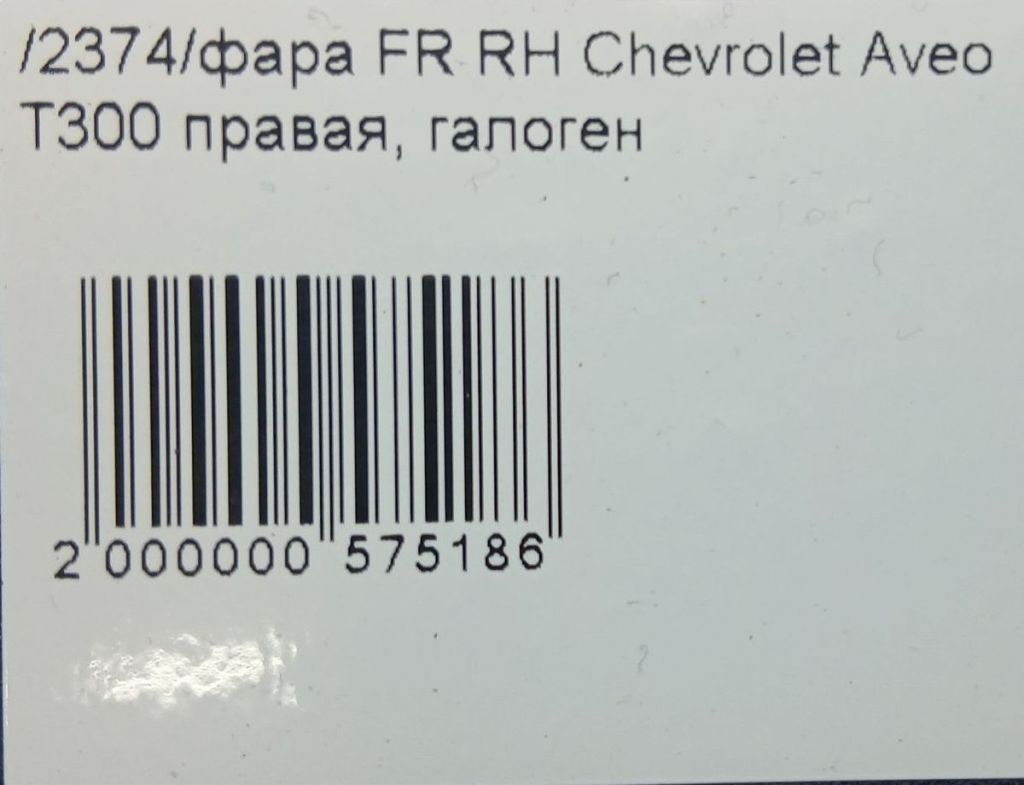 /2374/фара FR RH Chevrolet Aveo
T300 правая, галоген
2 000000 575186